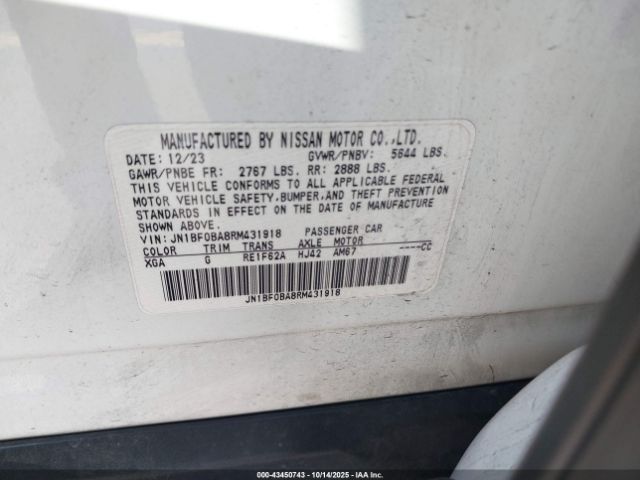 MANUFACTURED BY NISSAN MOTOR CO.,LTD.
DATE: 12/23 GVWR/PNBV: 5644 LBS.
GAWR/PNBE FR: 2767 LBS. RR: 2888 LBS.
THIS VEHICLE CONFORMS TO ALL APPLICABLE FEDERAL
MOTOR VEHICLE SAFETY,BUMPER,AND THEFT PREVENTION
STANDARDS IN EFFECT ON THE DATE OF MANUFACTURE
SHOWN ABOVE.
VIN: JN1BF0BA8RM431918 PASSENGER CAR
COLOR TRIM TRANS AXLE MOTOR ----CC
XGA G RE1F62A HJ42 AM67
JN1BF0BA8RM431918
000-43450743 - 10/14/2025 - IAAI.COM